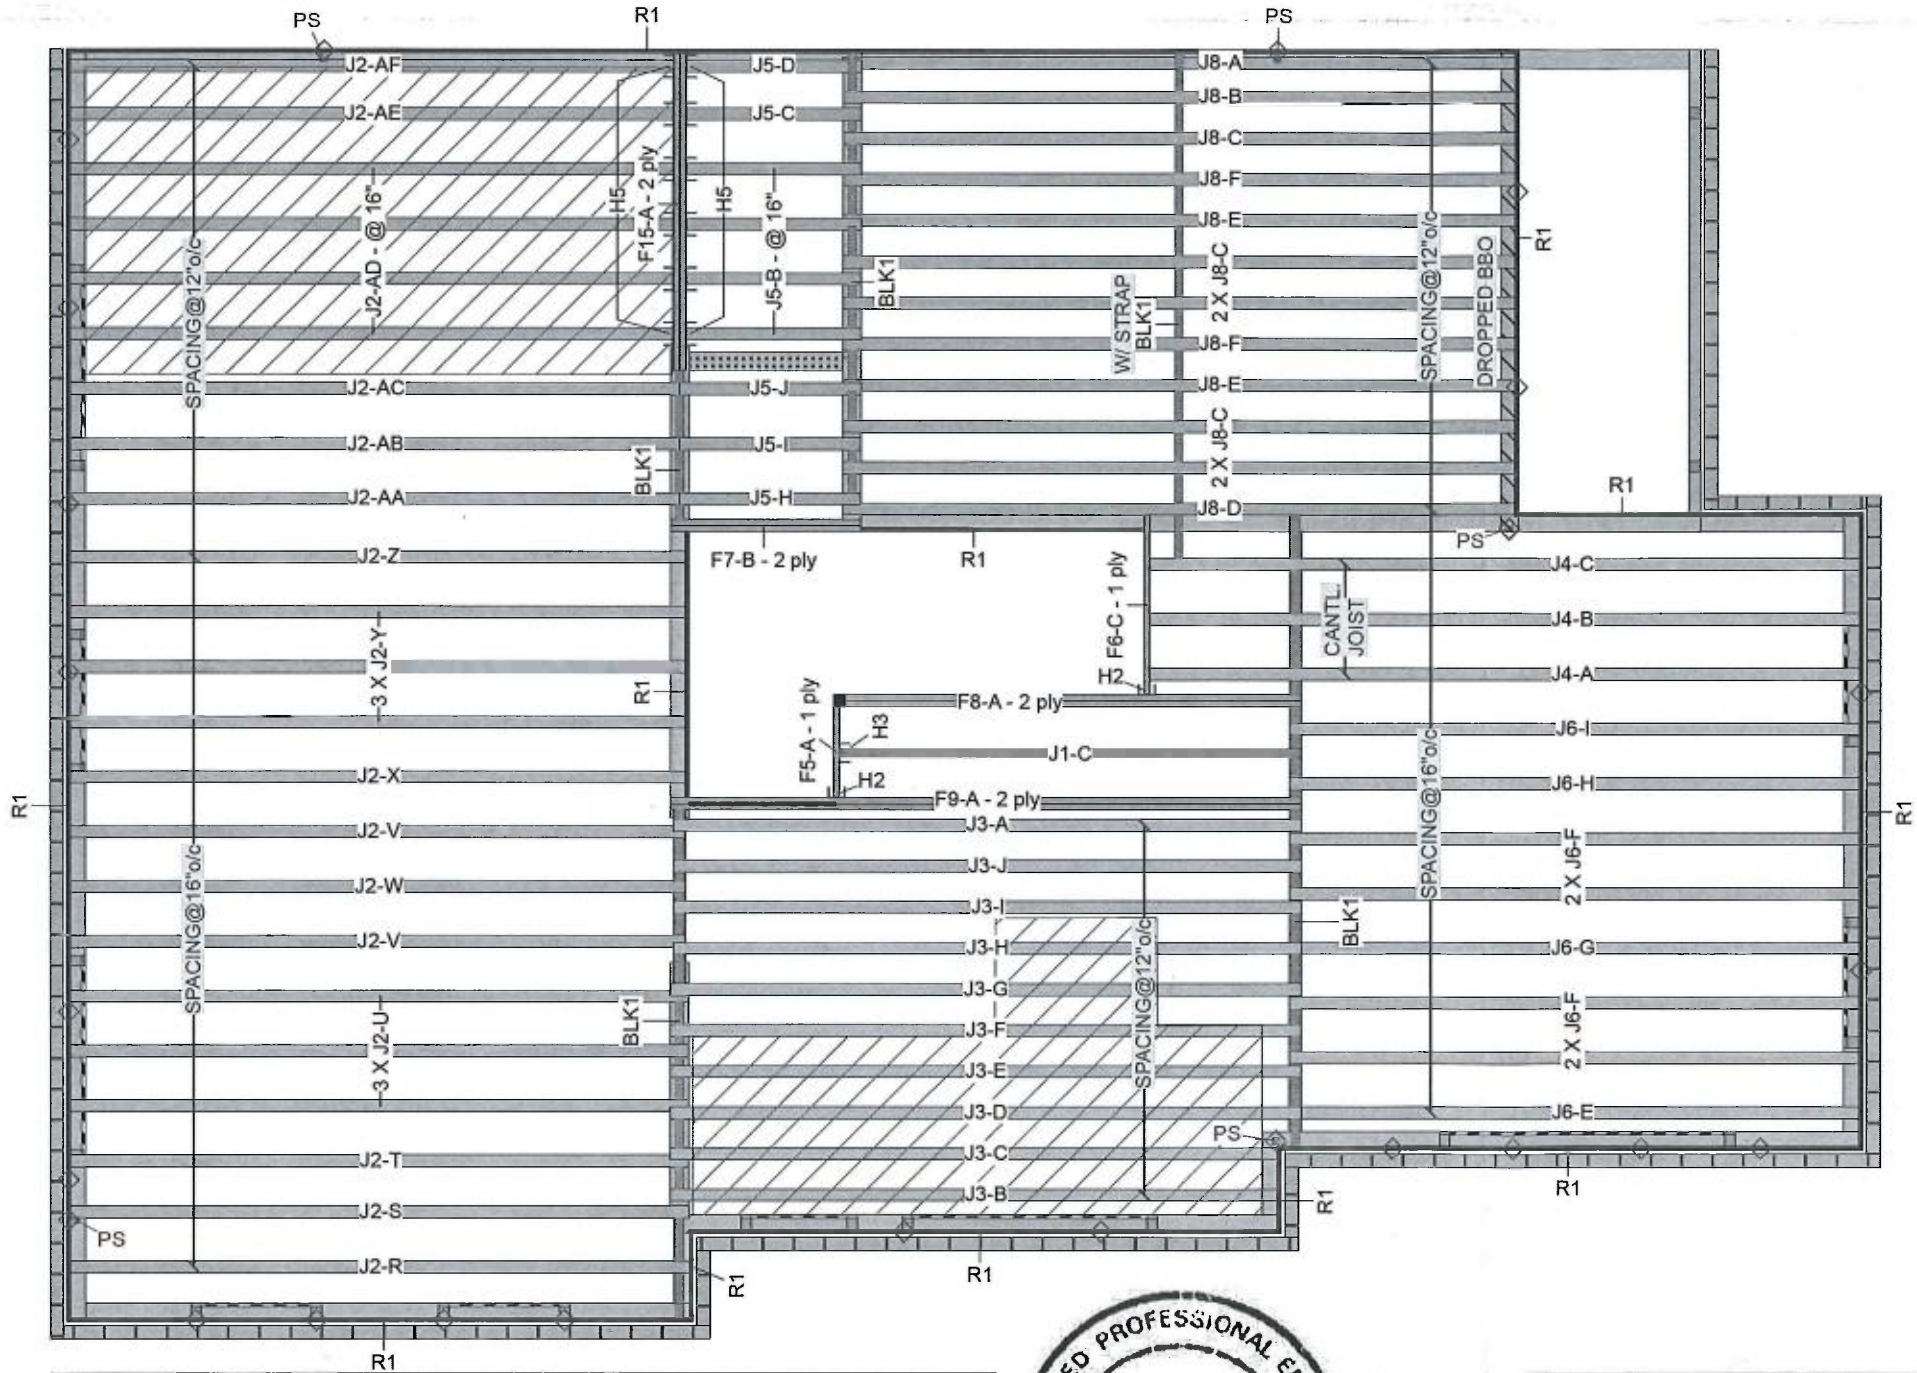 PS
R1
PS
J2-AF
J5-D
J8-A
J8-B
J2-AE
J5-C
J8-C
J8-F
J8-E
SPACING@12"o/c
J2-AD - @ 16"
H5
F15-A - 2 ply
H5
J5-B - @ 16"
BLK1
W/ STRAP
BLK1
2 X J8-C
SPACING@12"o/c
DROPPED BBO
R1
J8-F
J2-AC
J5-J
J8-E
J2-AB
J5-I
2 X J8-C
BLK1
J2-AA
J5-H
J8-D
R1
PS
J2-Z
F7-B - 2 ply
R1
F6-C - 1 ply
J4-C
CANTL.
JOIST
J4-B
3 X J2-Y
R1
H2
J4-A
F8-A - 2 ply
F5-A - 1 ply
H3
J1-C
J6-I
J2-X
H2
J6-H
F9-A - 2 ply
R1
R1
J2-V
J3-A
SPACING@16"o/c
2 X J6-F
SPACING@16"o/c
J3-J
J2-W
J3-I
BLK1
J2-V
J3-H
SPACING@12"o/c
J6-G
J3-G
3 X J2-U
BLK1
J3-F
2 X J6-F
J3-E
J3-D
J6-E
PS
J2-T
J3-C
J3-B
R1
R1
J2-S
PS
J2-R
R1
R1
R1
ED PROFESSIONAL E